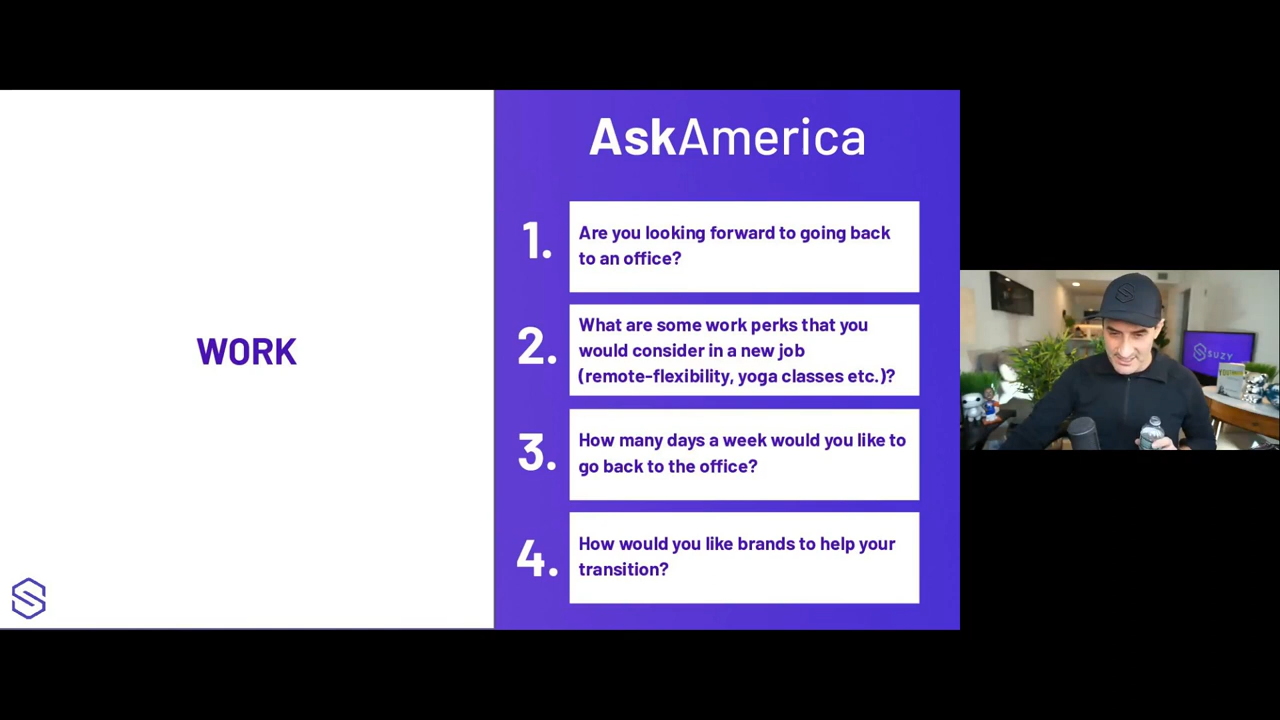 WORK
AskAmerica
1.
Are you looking forward to going back
to an office?
2.
What are some work perks that you
would consider in a new job
(remote-flexibility, yoga classes etc.)?
3.
How many days a week would you like to
go back to the office?
4.
How would you like brands to help your
transition?
SUZY